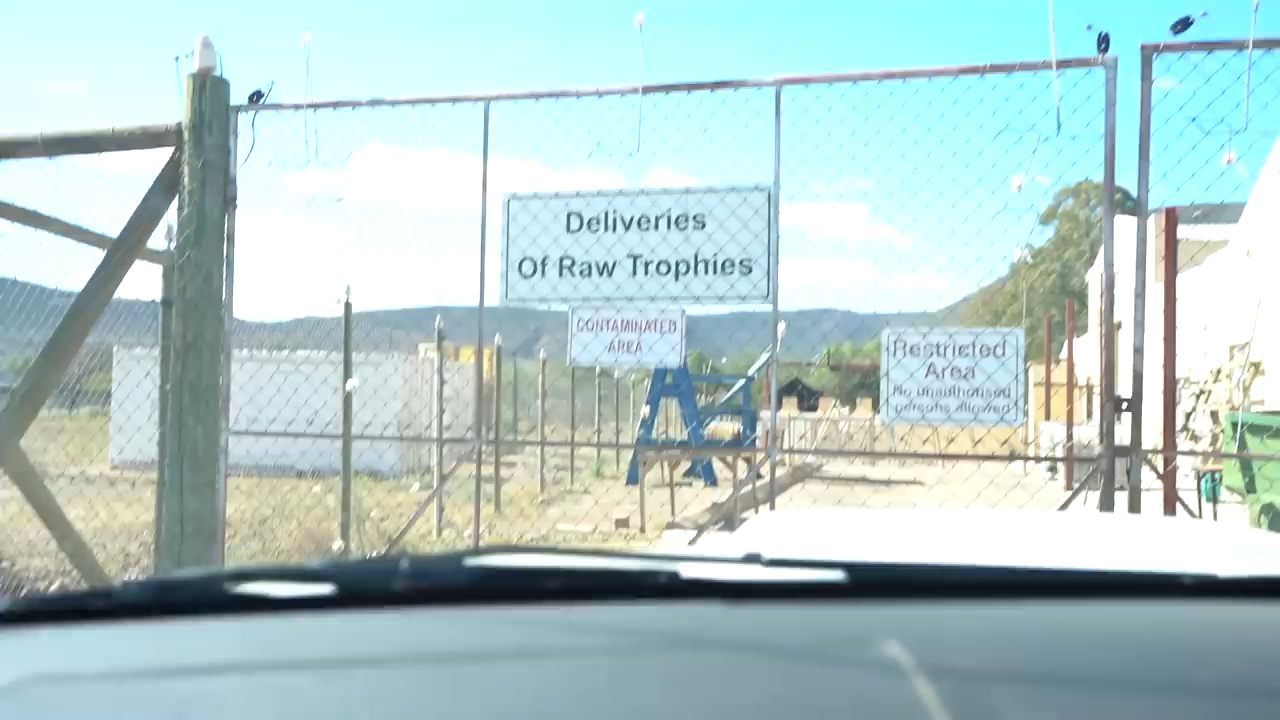 Deliveries
Of Raw Trophies
CONTAMINATED
AREA
Restricted
Area
No unauthorised
persons allowed